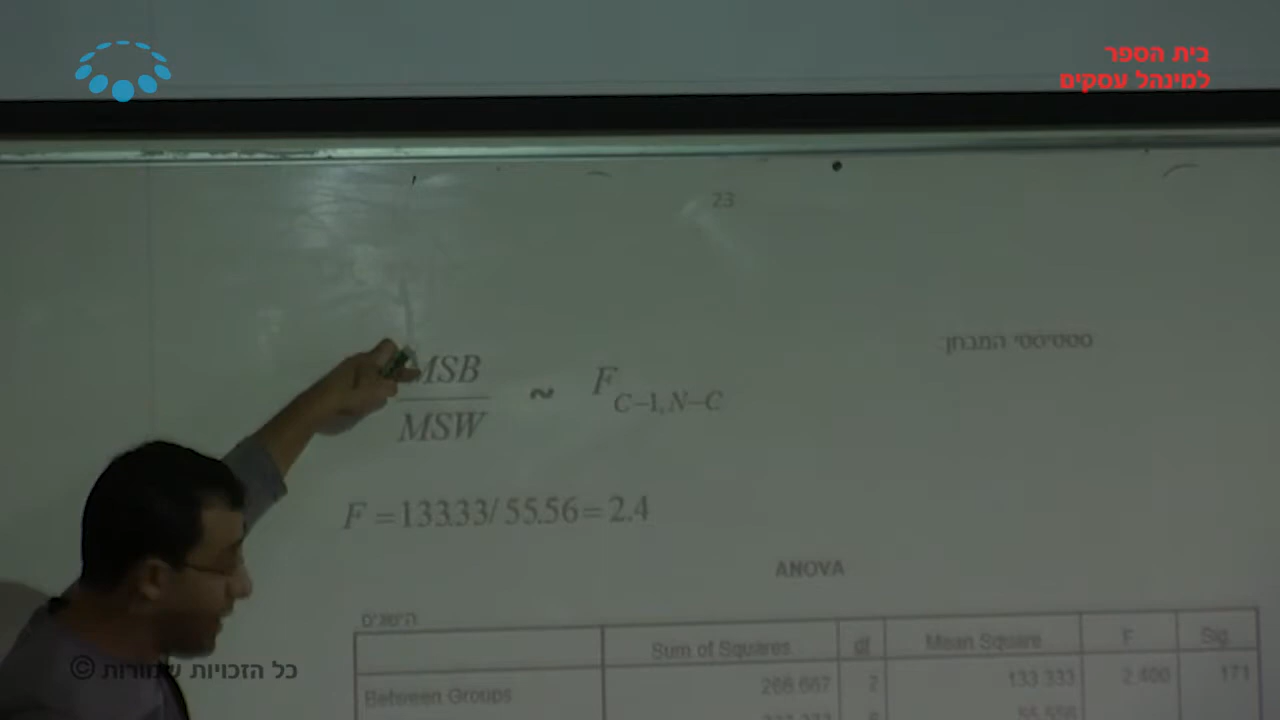 בית הספר
למינהל עסקים
23
סטטיסטי המבחן
MSB
MSW
~ F C-1, N-C
F = 133.33/ 55.56 = 2.4
ANOVA
הישגים
Sum of Squares df Mean Square F Sig.
Between Groups 266.667 2 133.333 2.400 .171
6 55.556
כל הזכויות שמורות ©